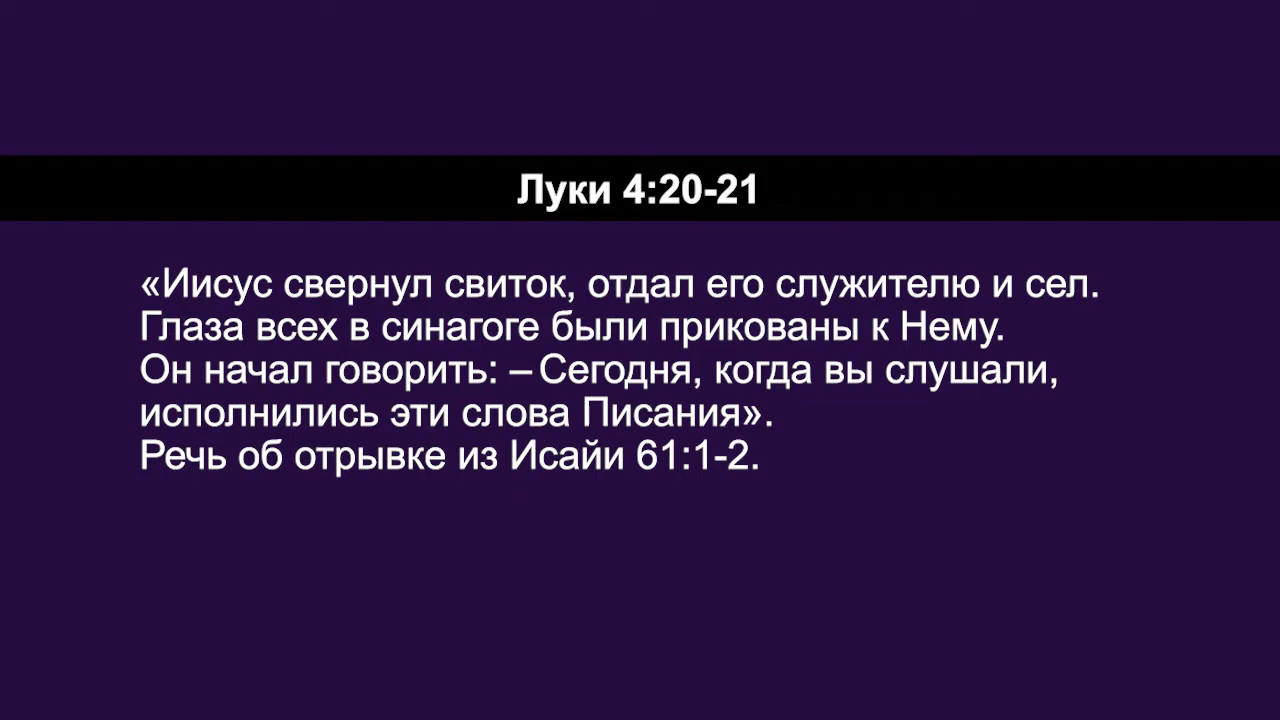 Луки 4:20-21
«Иисус свернул свиток, отдал его служителю и сел.
Глаза всех в синагоге были прикованы к Нему.
Он начал говорить: – Сегодня, когда вы слушали,
исполнились эти слова Писания».
Речь об отрывке из Исайи 61:1-2.